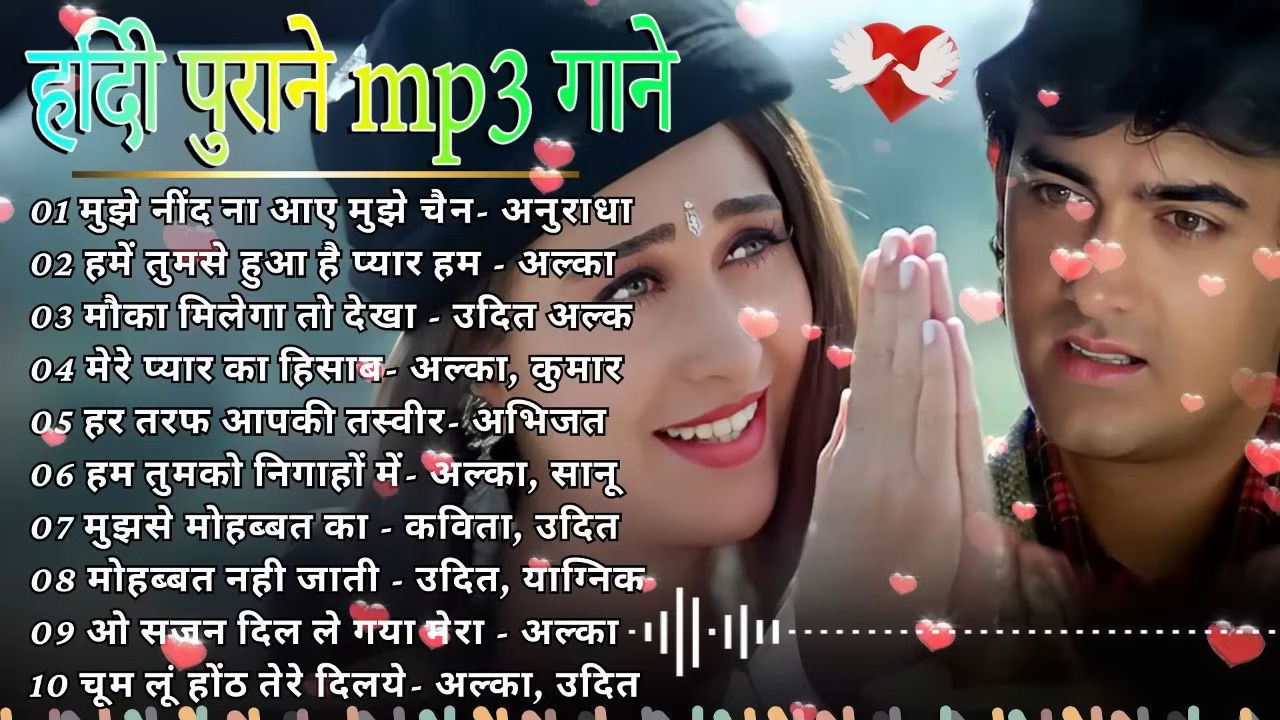 हदिी पुराने mp3 गाने
01 मुझे नींद ना आए मुझे चैन- अनुराधा
02 हमें तुमसे हुआ है प्यार हम - अल्का
03 मौका मिलेगा तो देखा - उदित अल्क
04 मेरे प्यार का हिसाब- अल्का, कुमार
05 हर तरफ आपकी तस्वीर- अभिजत
06 हम तुमको निगाहों में- अल्का, सानू
07 मुझसे मोहब्बत का - कविता, उदित
08 मोहब्बत नही जाती - उदित, याग्निक
09 ओ सजन दिल ले गया मेरा - अल्का
10 चूम लूं होंठ तेरे दिलये- अल्का, उदित